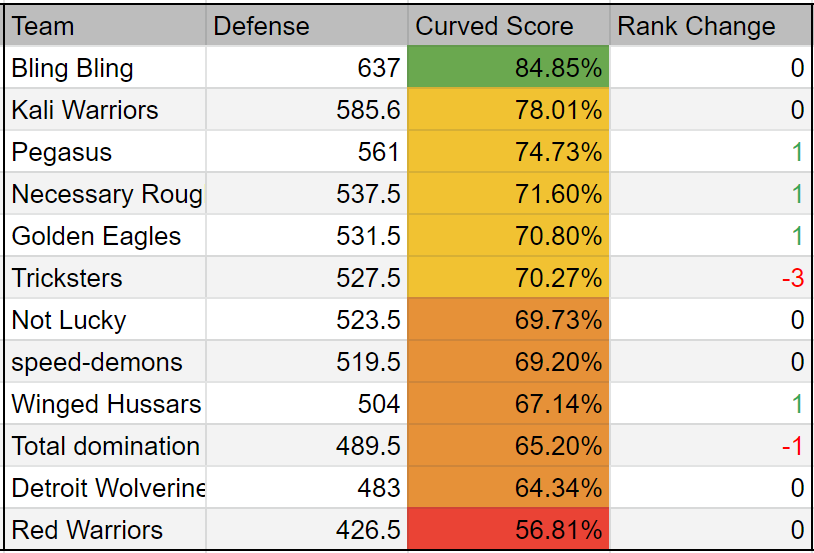 Team Defense Curved Score Rank Change
Bling Bling 637 84.85% 0
Kali Warriors 585.6 78.01% 0
Pegasus 561 74.73% 1
Necessary Roug 537.5 71.60% 1
Golden Eagles 531.5 70.80% 1
Tricksters 527.5 70.27% -3
Not Lucky 523.5 69.73% 0
speed-demons 519.5 69.20% 0
Winged Hussars 504 67.14% 1
Total domination 489.5 65.20% -1
Detroit Wolverine 483 64.34% 0
Red Warriors 426.5 56.81% 0